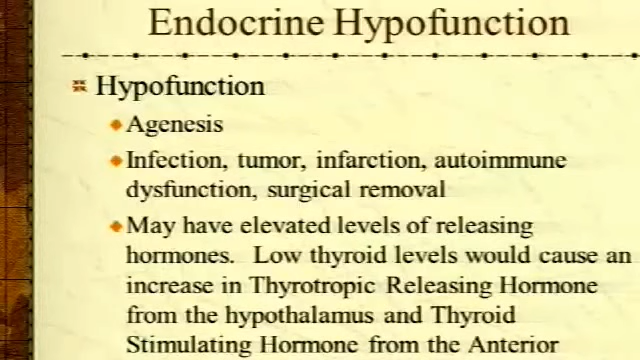 Endocrine Hypofunction
Hypofunction
Agenesis
Infection, tumor, infarction, autoimmune
dysfunction, surgical removal
May have elevated levels of releasing
hormones.  Low thyroid levels would cause an
increase in Thyrotropic Releasing Hormone
from the hypothalamus and Thyroid
Stimulating Hormone from the Anterior